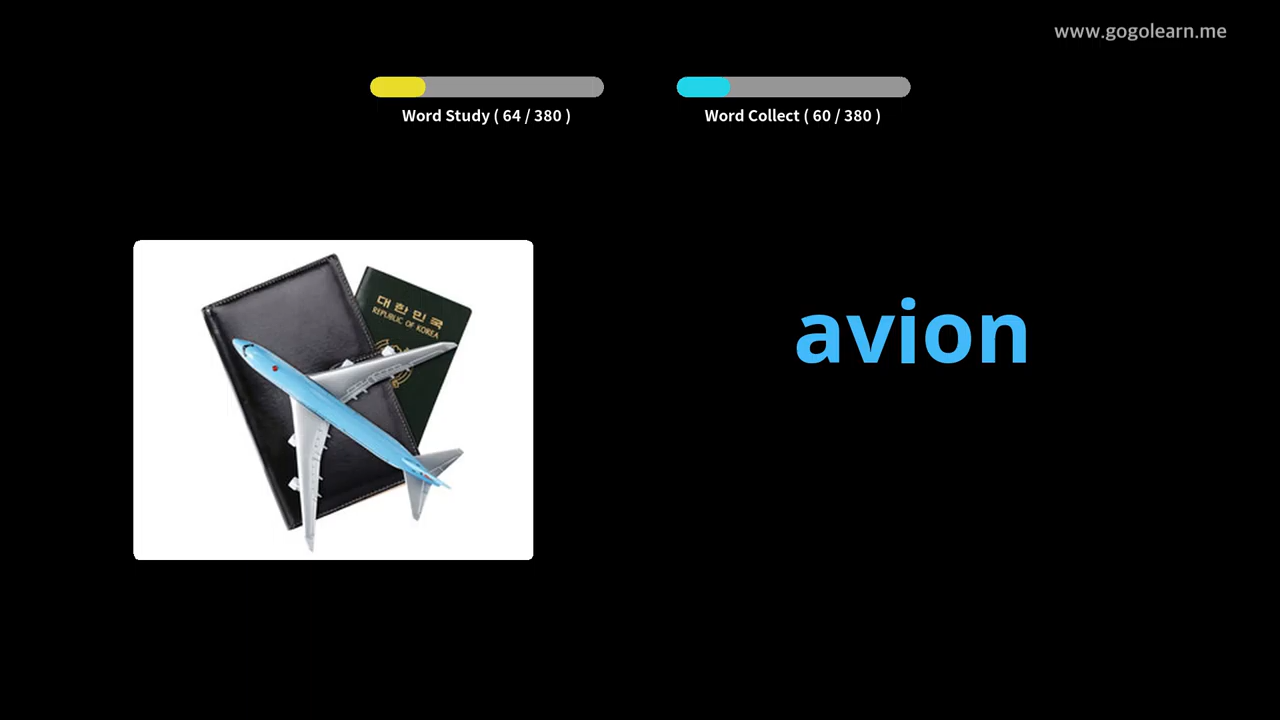 www.gogolearn.me
Word Study ( 64 / 380 )
Word Collect ( 60 / 380 )
대한민국
REPUBLIC OF KOREA
avion